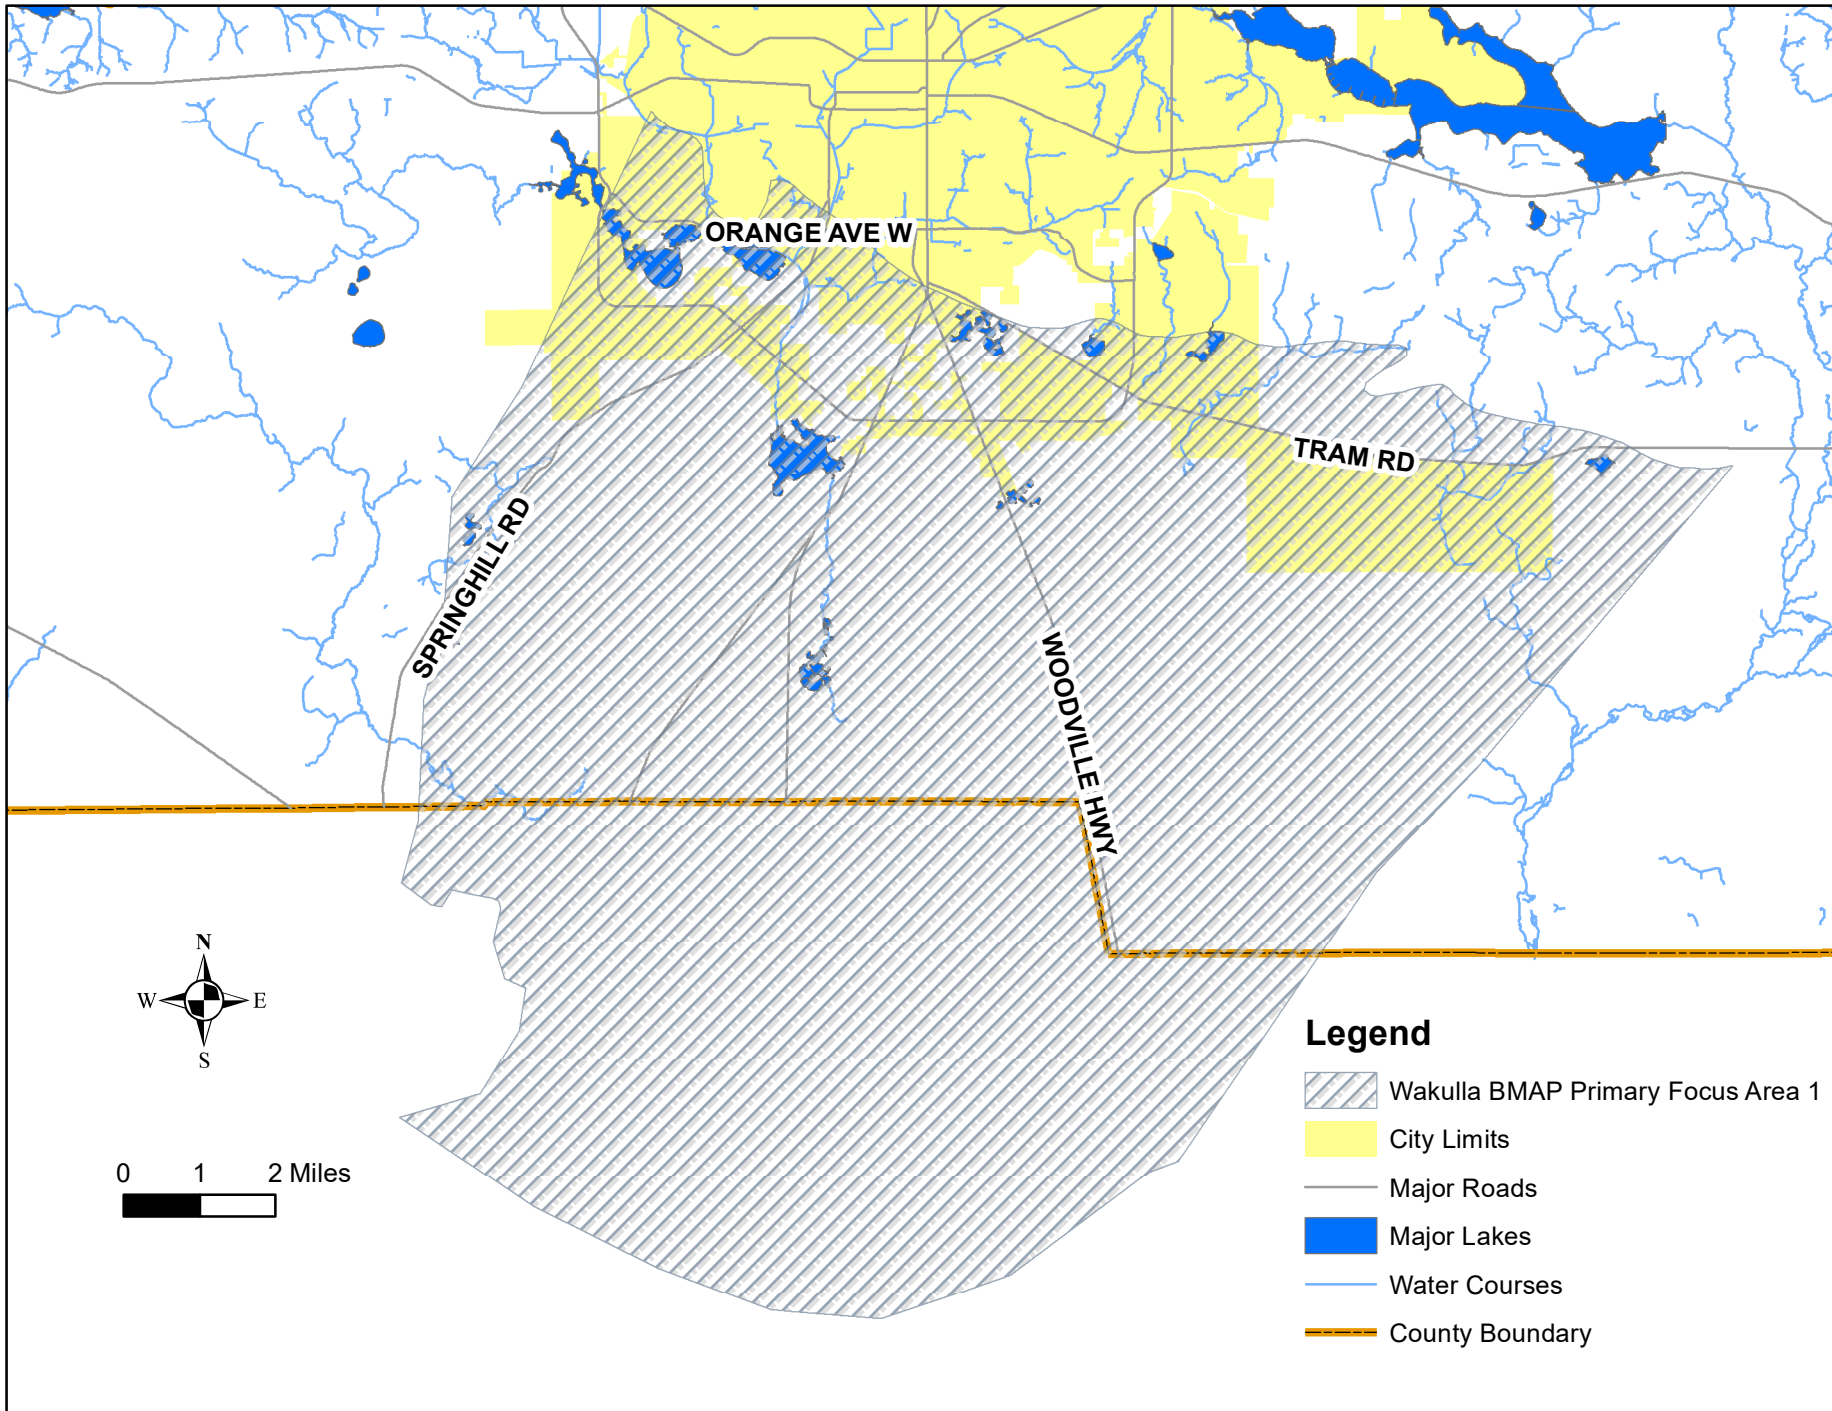 ORANGE AVE W
TRAM RD
SPRINGHILL RD
WOODVILLE HWY
N
W E
S
0 1 2 Miles
Legend
Wakulla BMAP Primary Focus Area 1
City Limits
Major Roads
Major Lakes
Water Courses
County Boundary